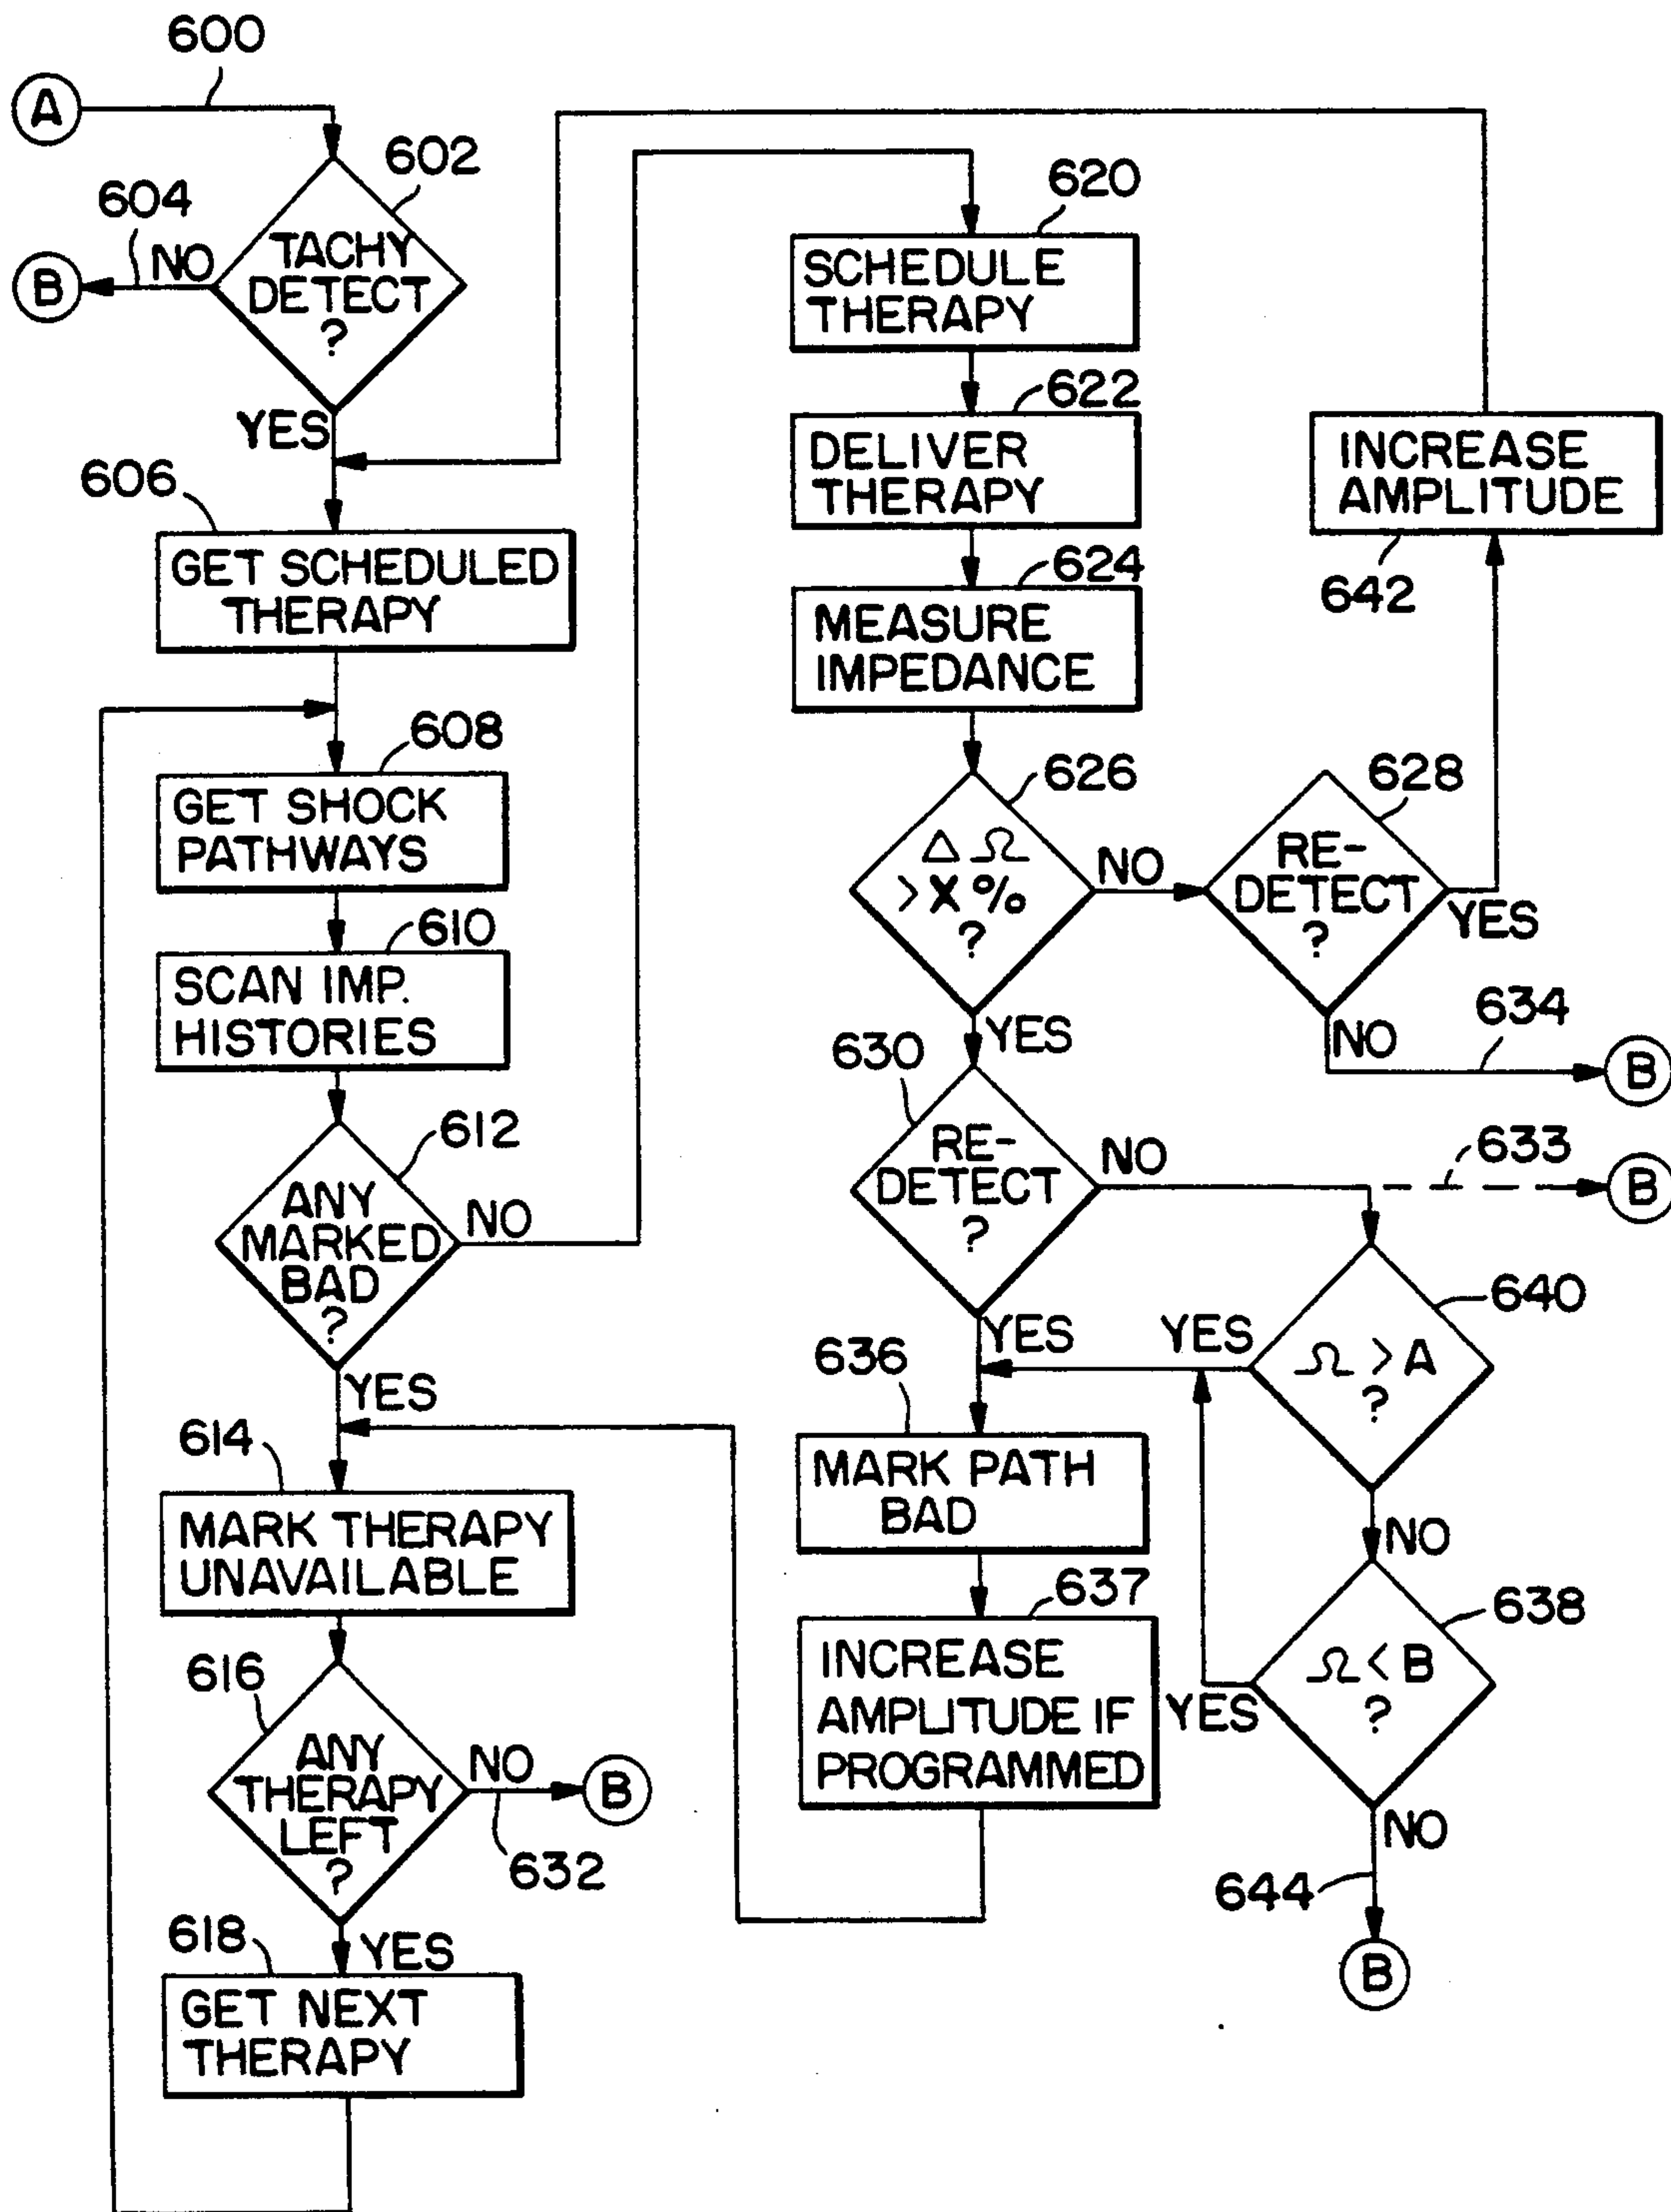 600
A
602
604
NO
B
TACHY
DETECT
?
YES
606
GET SCHEDULED
THERAPY
608
GET SHOCK
PATHWAYS
610
SCAN IMP.
HISTORIES
612
ANY
MARKED
BAD
?
NO
YES
614
MARK THERAPY
UNAVAILABLE
616
ANY
THERAPY
LEFT
?
NO
B
632
YES
618
GET NEXT
THERAPY
620
SCHEDULE
THERAPY
622
DELIVER
THERAPY
624
MEASURE
IMPEDANCE
626
Δ Ω
> X %
?
NO
YES
628
RE-
DETECT
?
YES
NO
634
B
INCREASE
AMPLITUDE
642
630
RE-
DETECT
?
NO
633
B
YES
640
Ω > A
?
YES
NO
636
MARK PATH
BAD
637
INCREASE
AMPLITUDE IF
PROGRAMMED
638
Ω < B
?
YES
NO
644
B